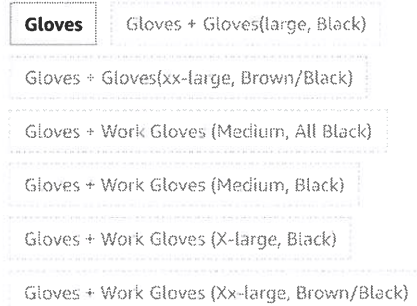 Gloves Gloves + Gloves(large, Black)
Gloves + Gloves(xx-large, Brown/Black)
Gloves + Work Gloves (Medium, All Black)
Gloves + Work Gloves (Medium, Black)
Gloves + Work Gloves (X-large, Black)
Gloves + Work Gloves (Xx-large, Brown/Black)